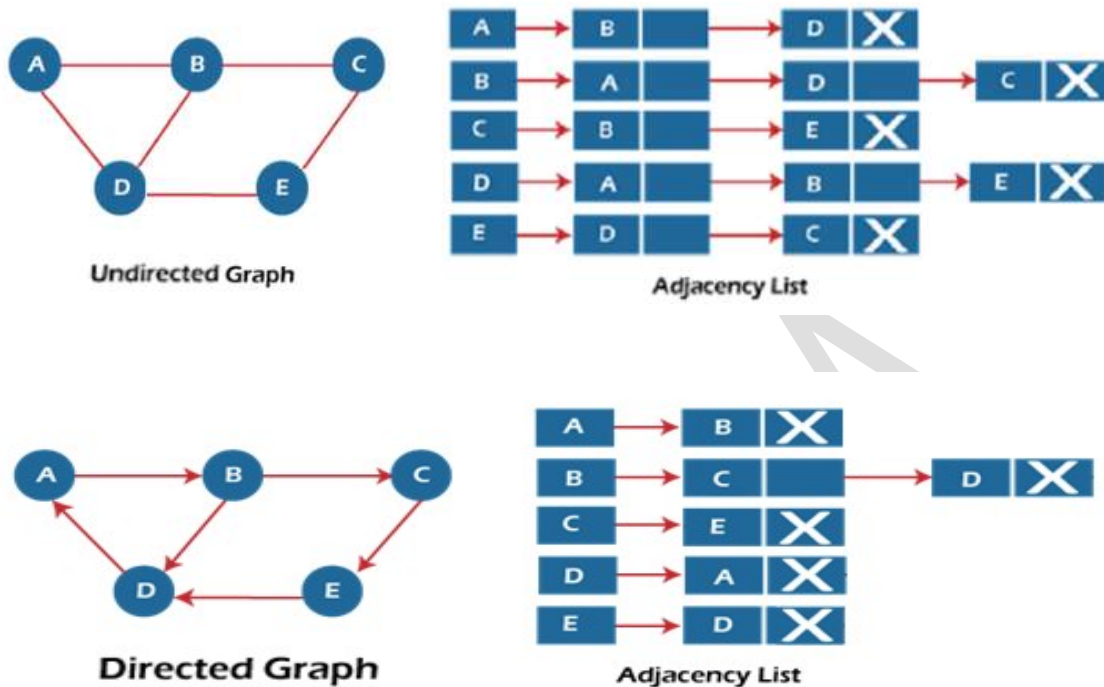 A B C
D E
Undirected Graph
A B D X
B A D C X
C B E X
D A B E X
E D C X
Adjacency List
A B C
D E
Directed Graph
A B X
B C D X
C E X
D A X
E D X
Adjacency List